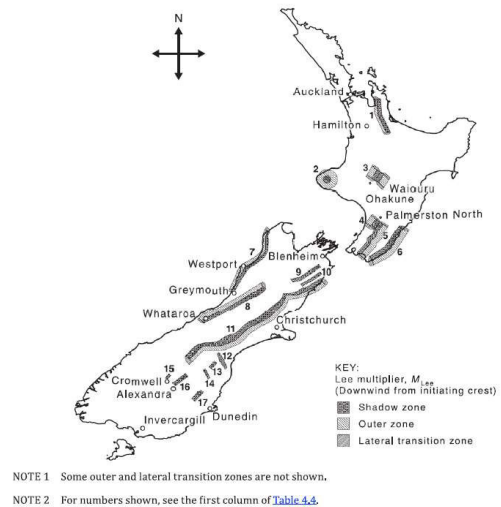 N
Auckland
1
Hamilton
2
3
Waiouru
Ohakune
4
Palmerston North
5
6
7
Blenheim
Westport
9
10
Greymouth
8
Whataroa
11
Christchurch
12
13
15
14
Cromwell
16
Alexandra
17
Invercargill Dunedin
KEY:
Lee multiplier, M Lee
(Downwind from initiating crest)
Shadow zone
Outer zone
Lateral transition zone
NOTE 1 Some outer and lateral transition zones are not shown.
NOTE 2 For numbers shown, see the first column of Table 4.4.